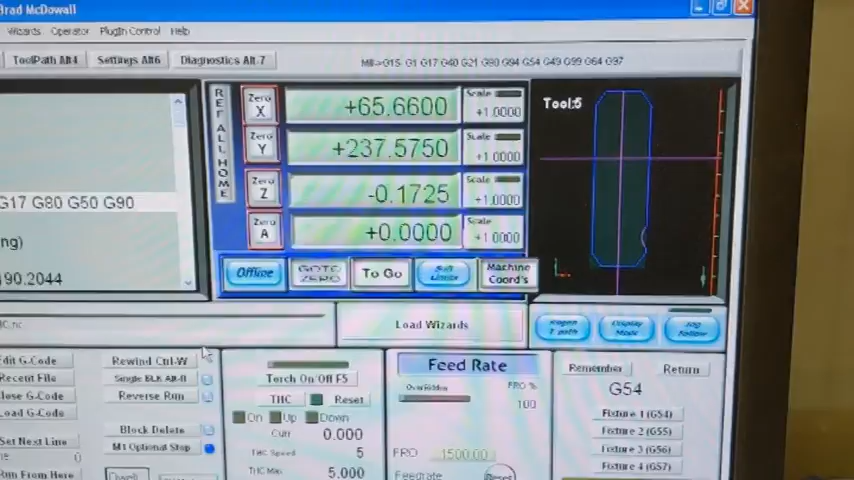 Brad McDowall
Wizards Operator PlugIn Control Help
ToolPath Alt4 Settings Alt6 Diagnostics Alt-7
Mill->G15 G1 G17 G40 G21 G90 G94 G54 G49 G99 G64 G97
REF ALL HOME
Zero X +65.6600 Scale +1.0000
Zero Y +237.5750 Scale +1.0000
Zero Z -0.1725 Scale +1.0000
Zero A +0.0000 Scale +1.0000
Tool:5
G17 G80 G50 G90
ng)
90.2044
Offline GOTO ZERO To Go Soft Limits Machine Coord's
Load Wizards
Regen T. path Display Mode Jog Follow
Edit G-Code Rewind Ctrl-W
Recent File Single BLK Alt-N
Close G-Code Reverse Run
Load G-Code
Set Next Line Block Delete
M1 Optional Stop
Run From Here Dwell
Torch On/Off F5
THC Reset
On Up Down
Curr 0.000
THC Speed 5
THC Max 5.000
Feed Rate
OverRidden FRO %
100
FRO 1500.00
Feedrate Reset
Remember Return
G54
Fixture 1 (G54)
Fixture 2 (G55)
Fixture 3 (G56)
Fixture 4 (G57)